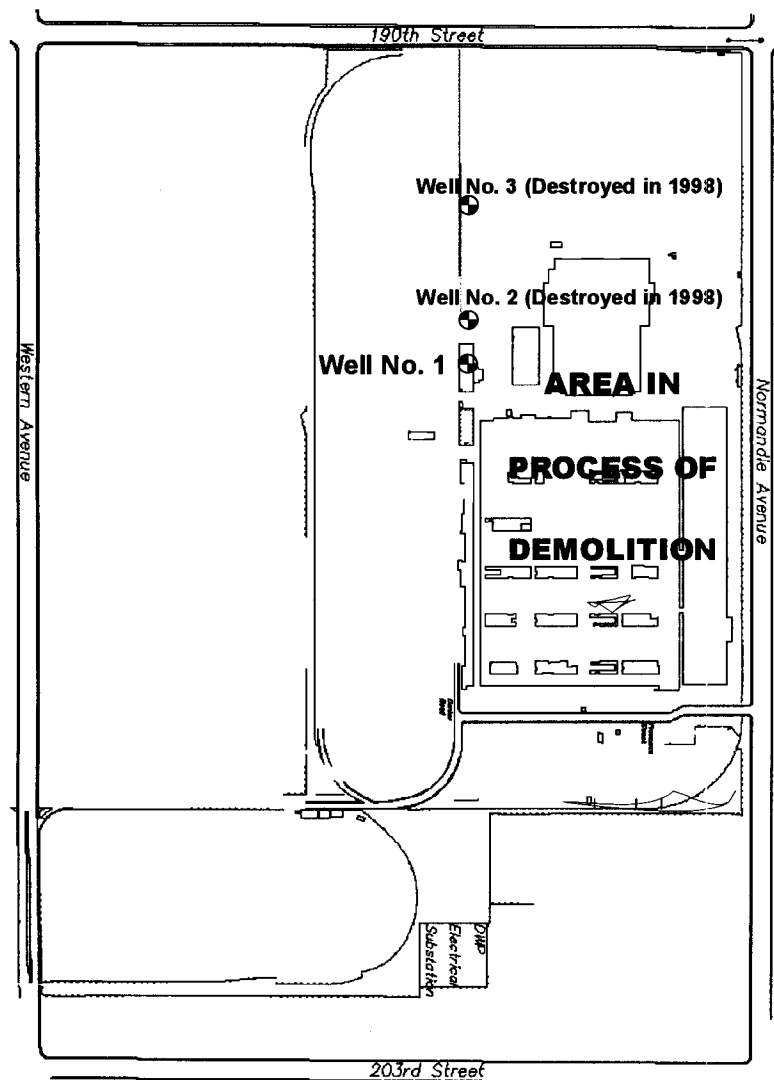 190th Street
Well No. 3 (Destroyed in 1998)
Well No. 2 (Destroyed in 1998)
Well No. 1
Western Avenue
Normandie Avenue
AREA IN
PROCESS OF
DEMOLITION
DWP
Electrical
Substation
203rd Street